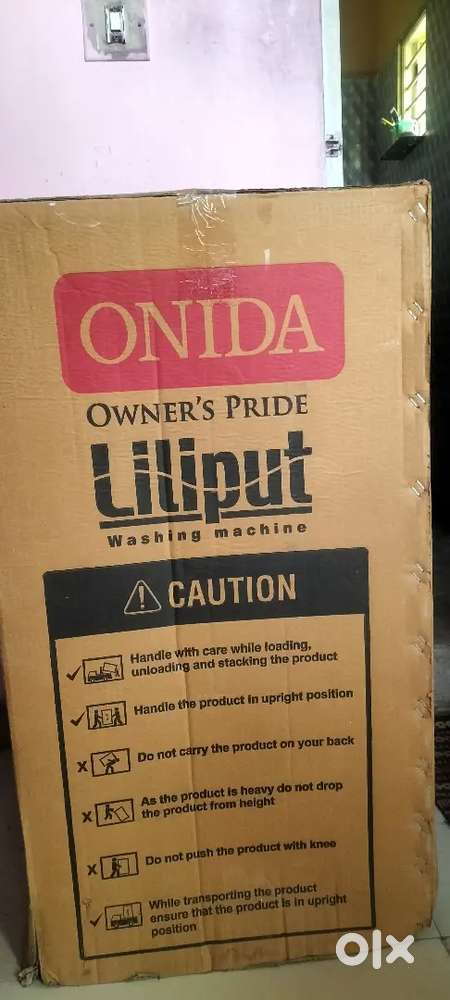 ONIDA
OWNER'S PRIDE
Liliput
Washing machine
CAUTION
Handle with care while loading,
unloading and stacking the product
Handle the product in upright position
Do not carry the product on your back
As the product is heavy do not drop
the product from height
Do not push the product with knee
While transporting the product
ensure that the product is in upright
position
olx